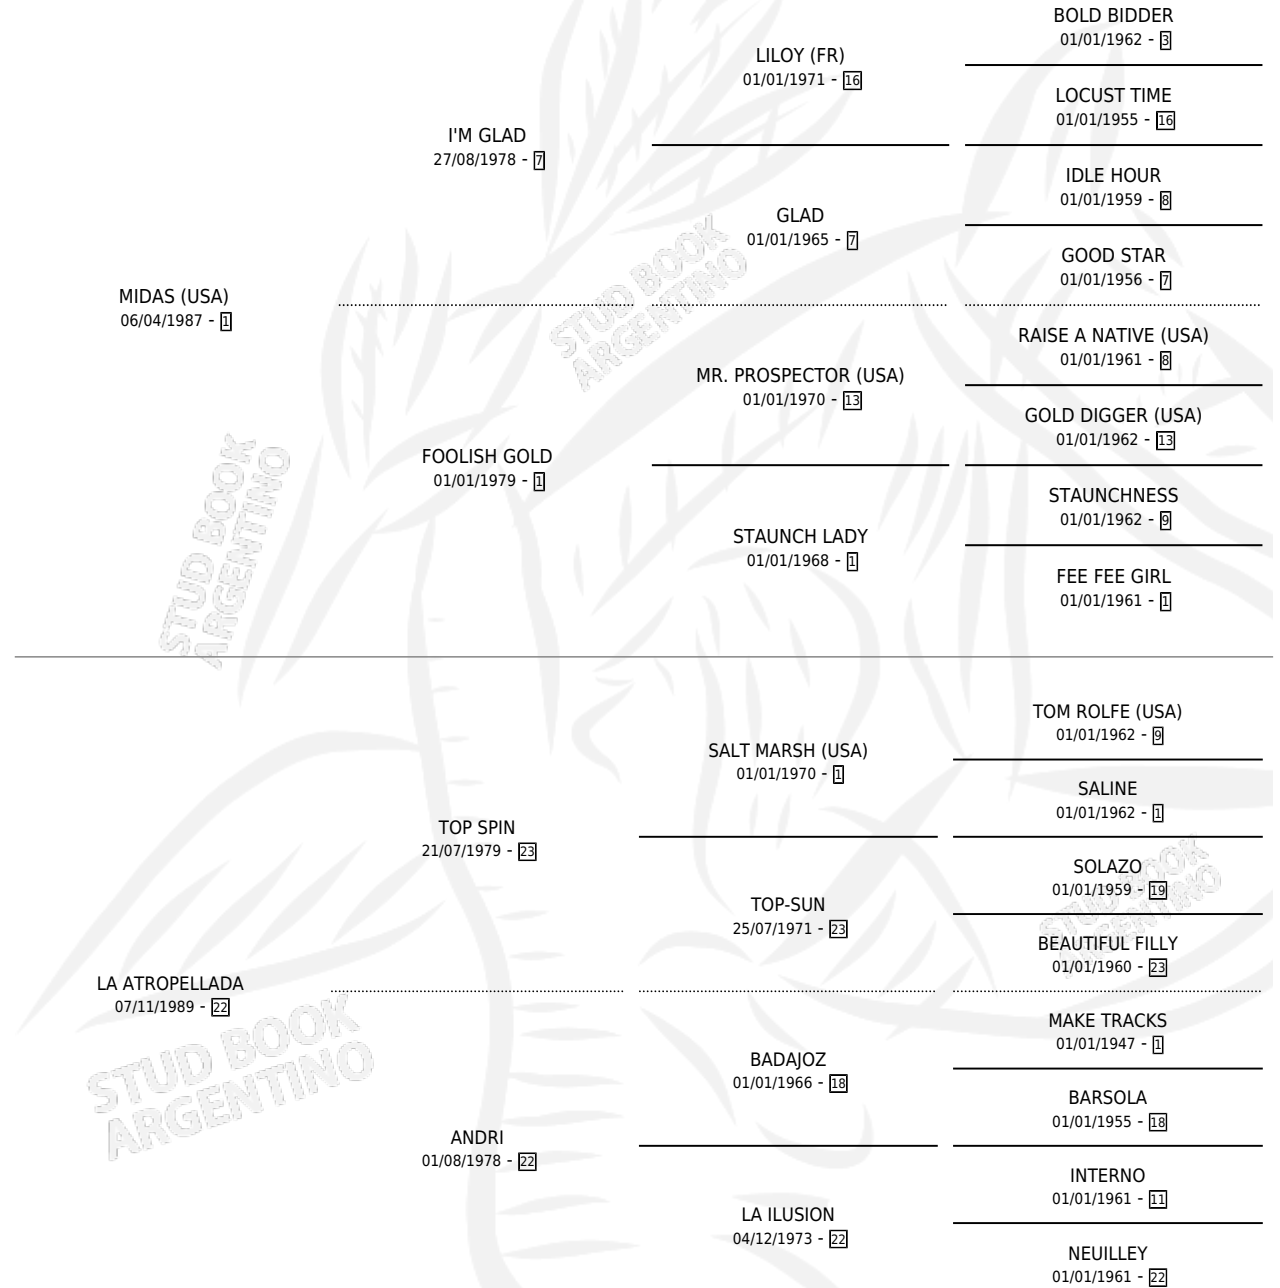 BOLD BIDDER
01/01/1962 - 3
LILOY (FR)
01/01/1971 - 16
LOCUST TIME
01/01/1955 - 16
I'M GLAD
27/08/1978 - 7
IDLE HOUR
01/01/1959 - 8
GLAD
01/01/1965 - 7
GOOD STAR
01/01/1956 - 7
MIDAS (USA)
06/04/1987 - 1
RAISE A NATIVE (USA)
01/01/1961 - 8
MR. PROSPECTOR (USA)
01/01/1970 - 13
GOLD DIGGER (USA)
01/01/1962 - 13
FOOLISH GOLD
01/01/1979 - 1
STAUNCHNESS
01/01/1962 - 9
STAUNCH LADY
01/01/1968 - 1
FEE FEE GIRL
01/01/1961 - 1
STUD BOOK
ARGENTINO
STUD BOOK
ARGENTINO
TOM ROLFE (USA)
01/01/1962 - 9
SALT MARSH (USA)
01/01/1970 - 1
SALINE
01/01/1962 - 1
TOP SPIN
21/07/1979 - 23
SOLAZO
01/01/1959 - 19
TOP-SUN
25/07/1971 - 23
BEAUTIFUL FILLY
01/01/1960 - 23
LA ATROPELLADA
07/11/1989 - 22
MAKE TRACKS
01/01/1947 - 1
BADAJOZ
01/01/1966 - 18
BARSOLA
01/01/1955 - 18
ANDRI
01/08/1978 - 22
INTERNO
01/01/1961 - 11
LA ILUSION
04/12/1973 - 22
NEUILLEY
01/01/1961 - 22
STUD BOOK
ARGENTINO
STUD BOOK
ARGENTINO